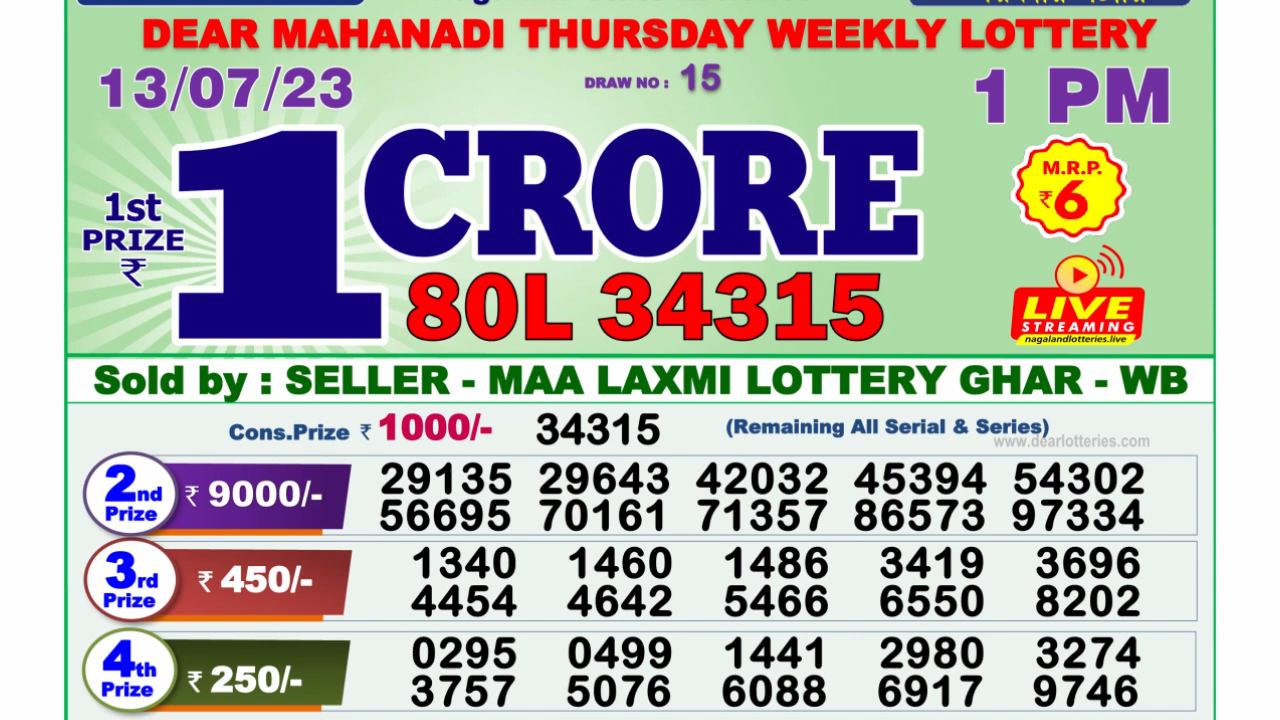 DEAR MAHANADI THURSDAY WEEKLY LOTTERY
13/07/23
DRAW NO : 15
1 PM
1st
PRIZE
₹
1 CRORE
80L 34315
M.R.P.
₹6
LIVE
STREAMING
nagalandlotteries.live
Sold by : SELLER - MAA LAXMI LOTTERY GHAR - WB
Cons.Prize ₹ 1000/- 34315 (Remaining All Serial & Series)
www.dearlotteries.com
2nd Prize ₹ 9000/-
29135 29643 42032 45394 54302
56695 70161 71357 86573 97334
3rd Prize ₹ 450/-
1340 1460 1486 3419 3696
4454 4642 5466 6550 8202
4th Prize ₹ 250/-
0295 0499 1441 2980 3274
3757 5076 6088 6917 9746